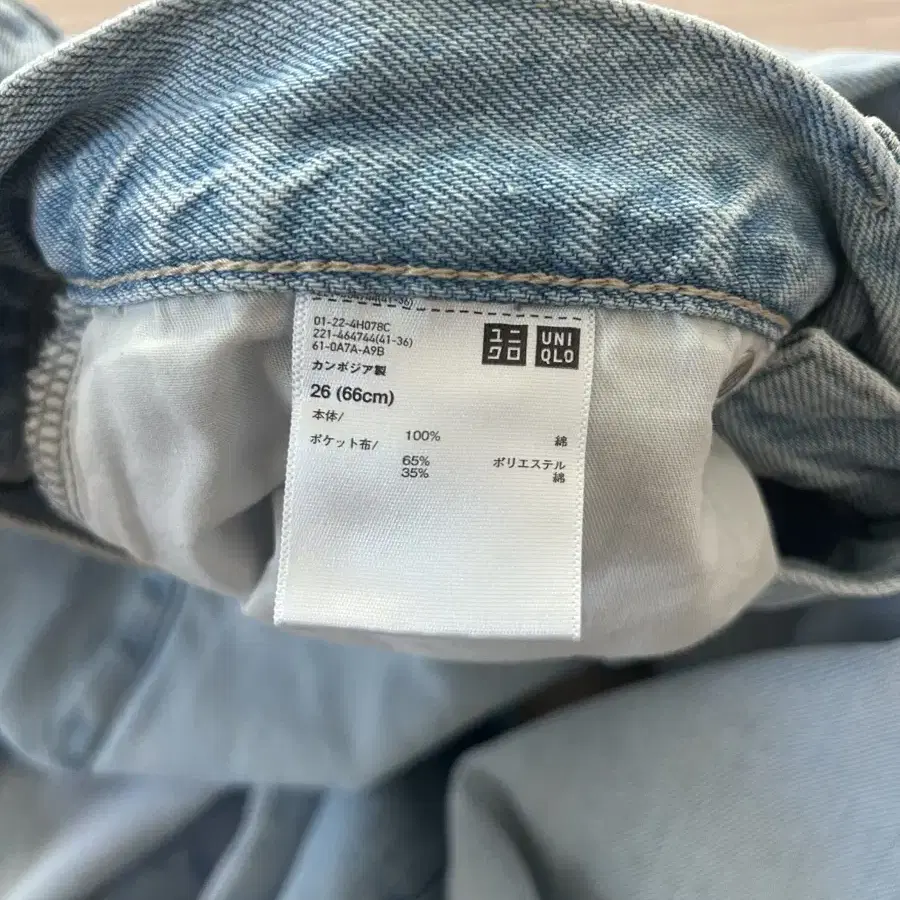 01-22-4H078C
221-464744(41-36)
61-0A7A-A9B
ユニクロ
UNIQLO
カンボジア製
26 (66cm)
本体/
100% 綿
ポケット布/
65% ポリエステル
35% 綿